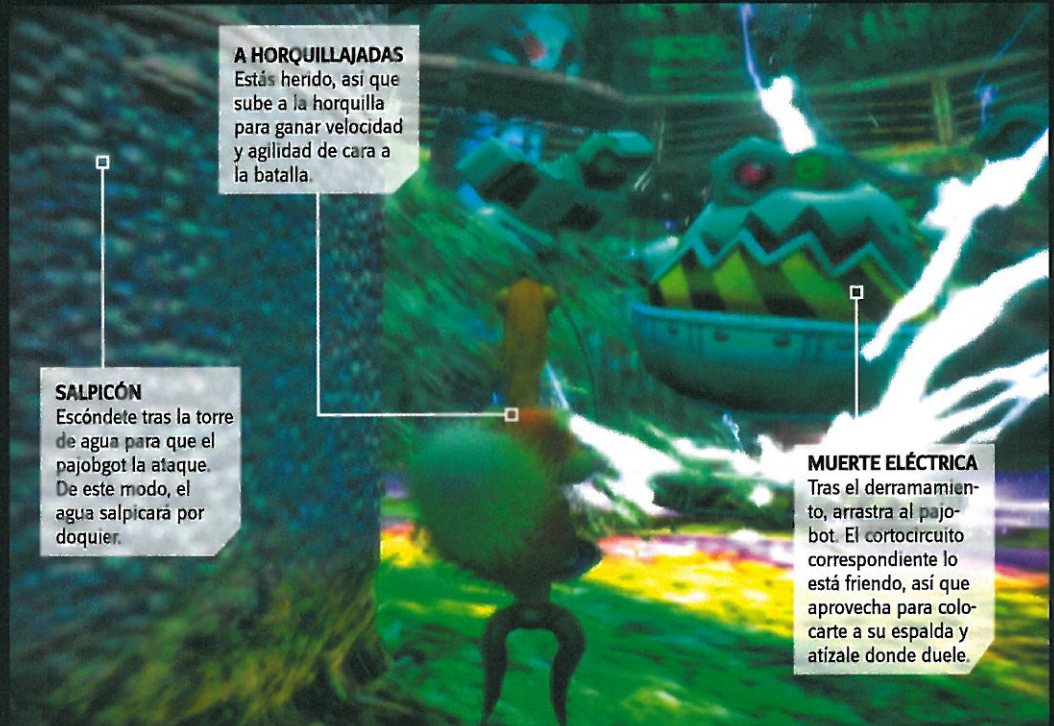 A HORQUILLAJADAS
Estás herido, así que
sube a la horquilla
para ganar velocidad
y agilidad de cara a
la batalla.
SALPICÓN
Escóndete tras la torre
de agua para que el
pajobgot la ataque.
De este modo, el
agua salpicará por
doquier.
MUERTE ELÉCTRICA
Tras el derramamien-
to, arrastra al pajo-
bot. El cortocircuito
correspondiente lo
está friendo, así que
aprovecha para colo-
carte a su espalda y
atízale donde duele.